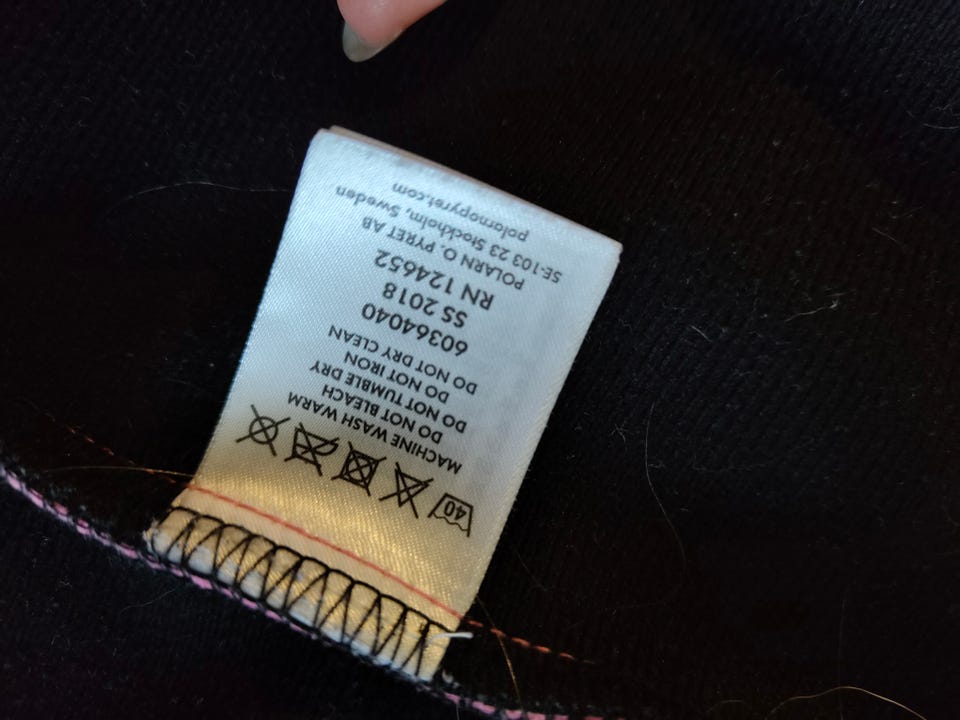 40
MACHINE WASH WARM
DO NOT BLEACH
DO NOT TUMBLE DRY
DO NOT IRON
DO NOT DRY CLEAN
60364040
SS 2018
RN 124652
POLARN O. PYRET AB
SE-103 23 Stockholm, Sweden
polarnopyret.com